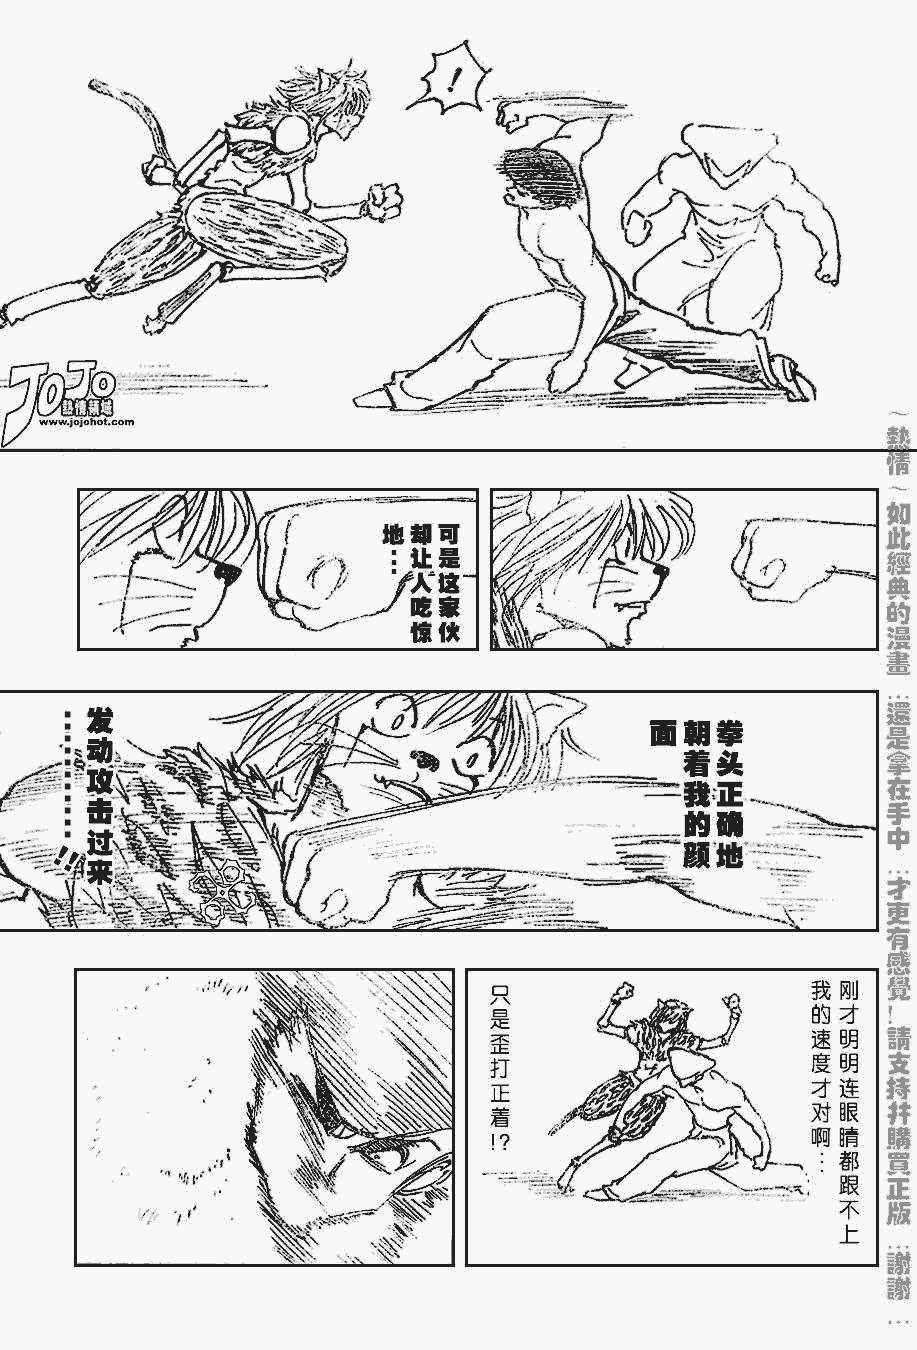 !
JOJO
熱情領域
www.jojohot.com
可是这家伙
却让人吃惊
地…
拳头正确地
朝着我的颜
面
发动攻击过来
…………!!
刚才明明连眼睛都跟不上
我的速度才对啊…
只是歪打正着!?
～熱情～如此經典的漫畫…還是拿在手中…才更有感覺!請支持并購買正版…謝謝…